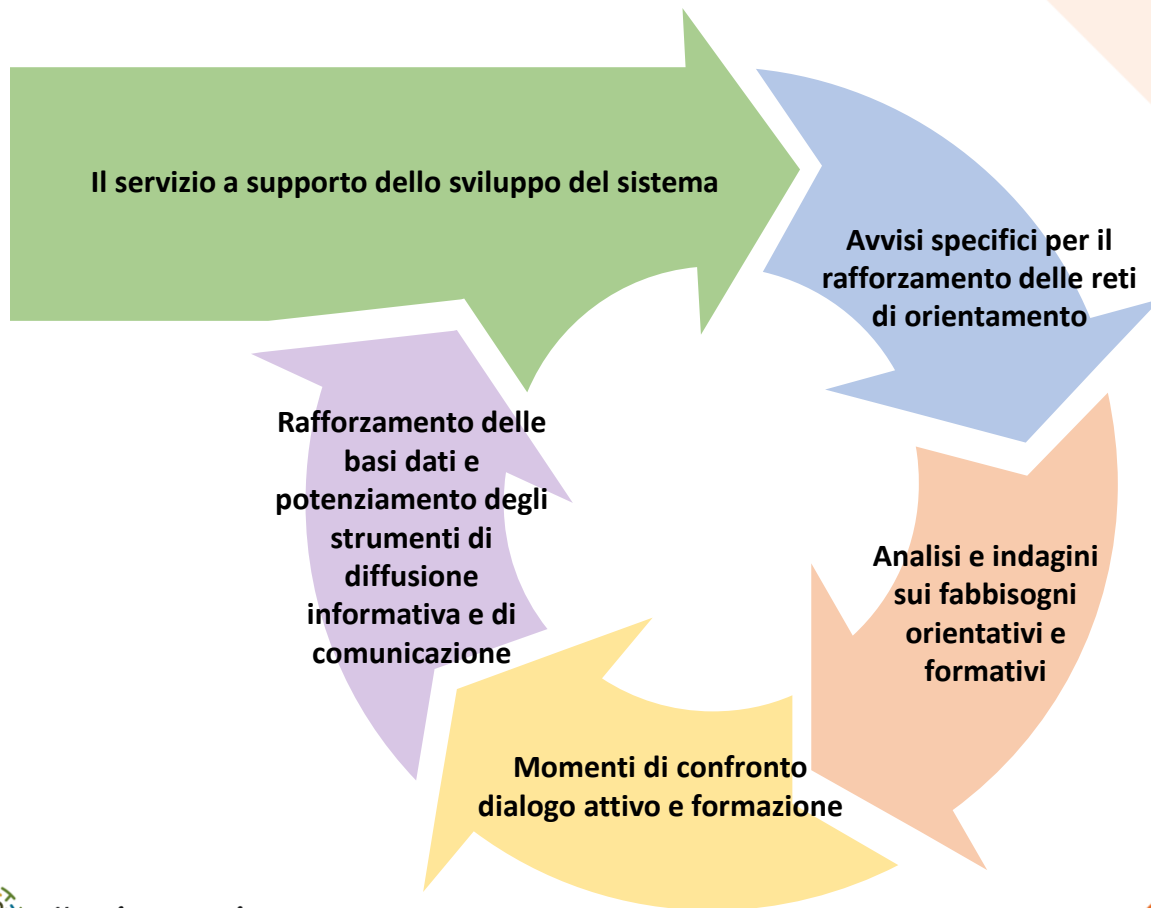 Il servizio a supporto dello sviluppo del sistema
Avvisi specifici per il
rafforzamento delle reti
di orientamento
Analisi e indagini
sui fabbisogni
orientativi e
formativi
Momenti di confronto
dialogo attivo e formazione
Rafforzamento delle
basi dati e
potenziamento degli
strumenti di
diffusione
informativa e di
comunicazione